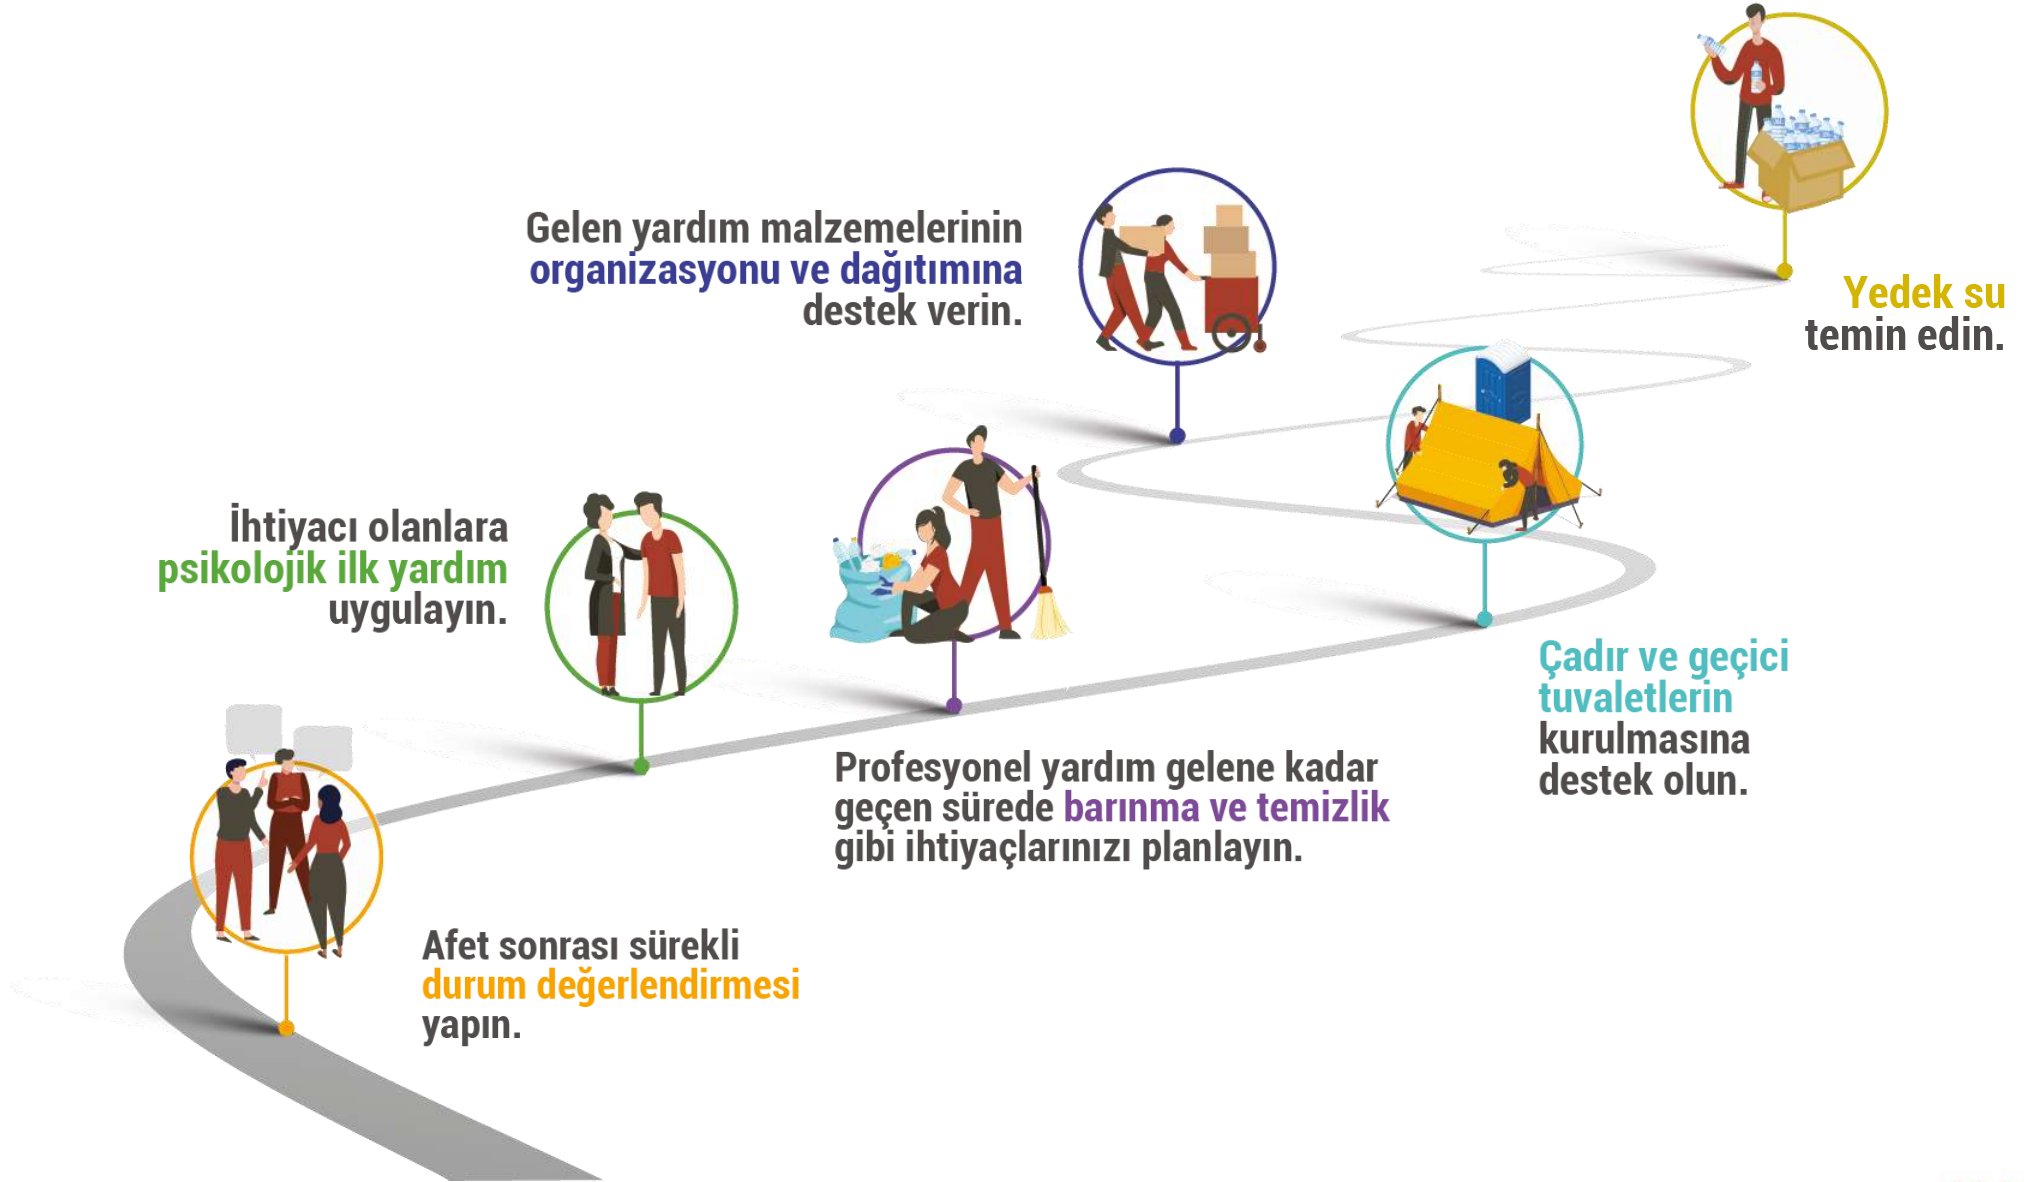 Yedek su
temin edin.
Gelen yardım malzemelerinin
organizasyonu ve dağıtımına
destek verin.
İhtiyacı olanlara
psikolojik ilk yardım
uygulayın.
Çadır ve geçici
tuvaletlerin
kurulmasına
destek olun.
Profesyonel yardım gelene kadar
geçen sürede barınma ve temizlik
gibi ihtiyaçlarınızı planlayın.
Afet sonrası sürekli
durum değerlendirmesi
yapın.